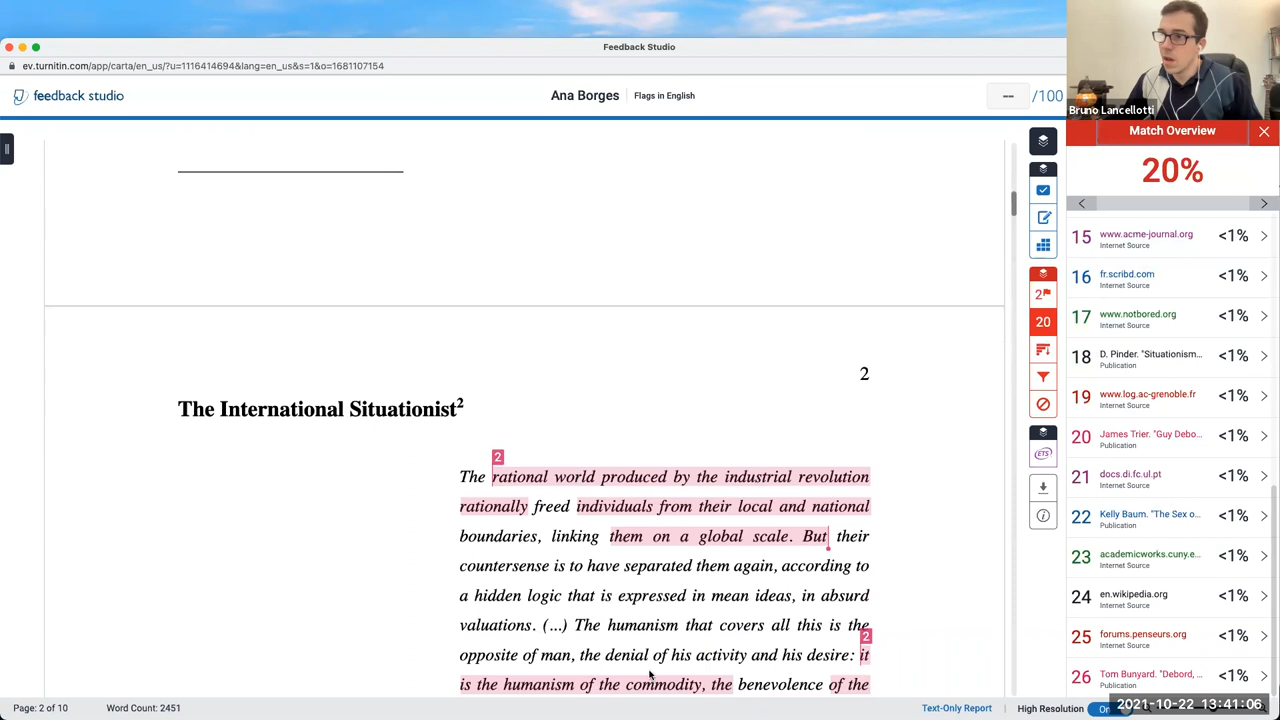 Feedback Studio
ev.turnitin.com/app/carta/en_us/?u=1116414694&lang=en_us&s=1&o=1681107154
feedback studio
Ana Borges
Flags in English
--
/100
Bruno Lancellotti
Match Overview
20%
2
20
ETS
15 www.acme-journal.org <1%
Internet Source
16 fr.scribd.com <1%
Internet Source
17 www.notbored.org <1%
Internet Source
18 D. Pinder. "Situationism... <1%
Publication
19 www.log.ac-grenoble.fr <1%
Internet Source
20 James Trier. "Guy Debo... <1%
Publication
21 docs.di.fc.ul.pt <1%
Internet Source
22 Kelly Baum. "The Sex o... <1%
Publication
23 academicworks.cuny.e... <1%
Internet Source
24 en.wikipedia.org <1%
Internet Source
25 forums.penseurs.org <1%
Internet Source
26 Tom Bunyard. "Debord, ... <1%
Publication
2
The International Situationist2
2
The rational world produced by the industrial revolution
rationally freed individuals from their local and national
boundaries, linking them on a global scale. But their
countersense is to have separated them again, according to
a hidden logic that is expressed in mean ideas, in absurd
valuations. (...) The humanism that covers all this is the
2
opposite of man, the denial of his activity and his desire: it
is the humanism of the commodity, the benevolence of the
Page: 2 of 10
Word Count: 2451
Text-Only Report
High Resolution
On
2021-10-22 13:41:06